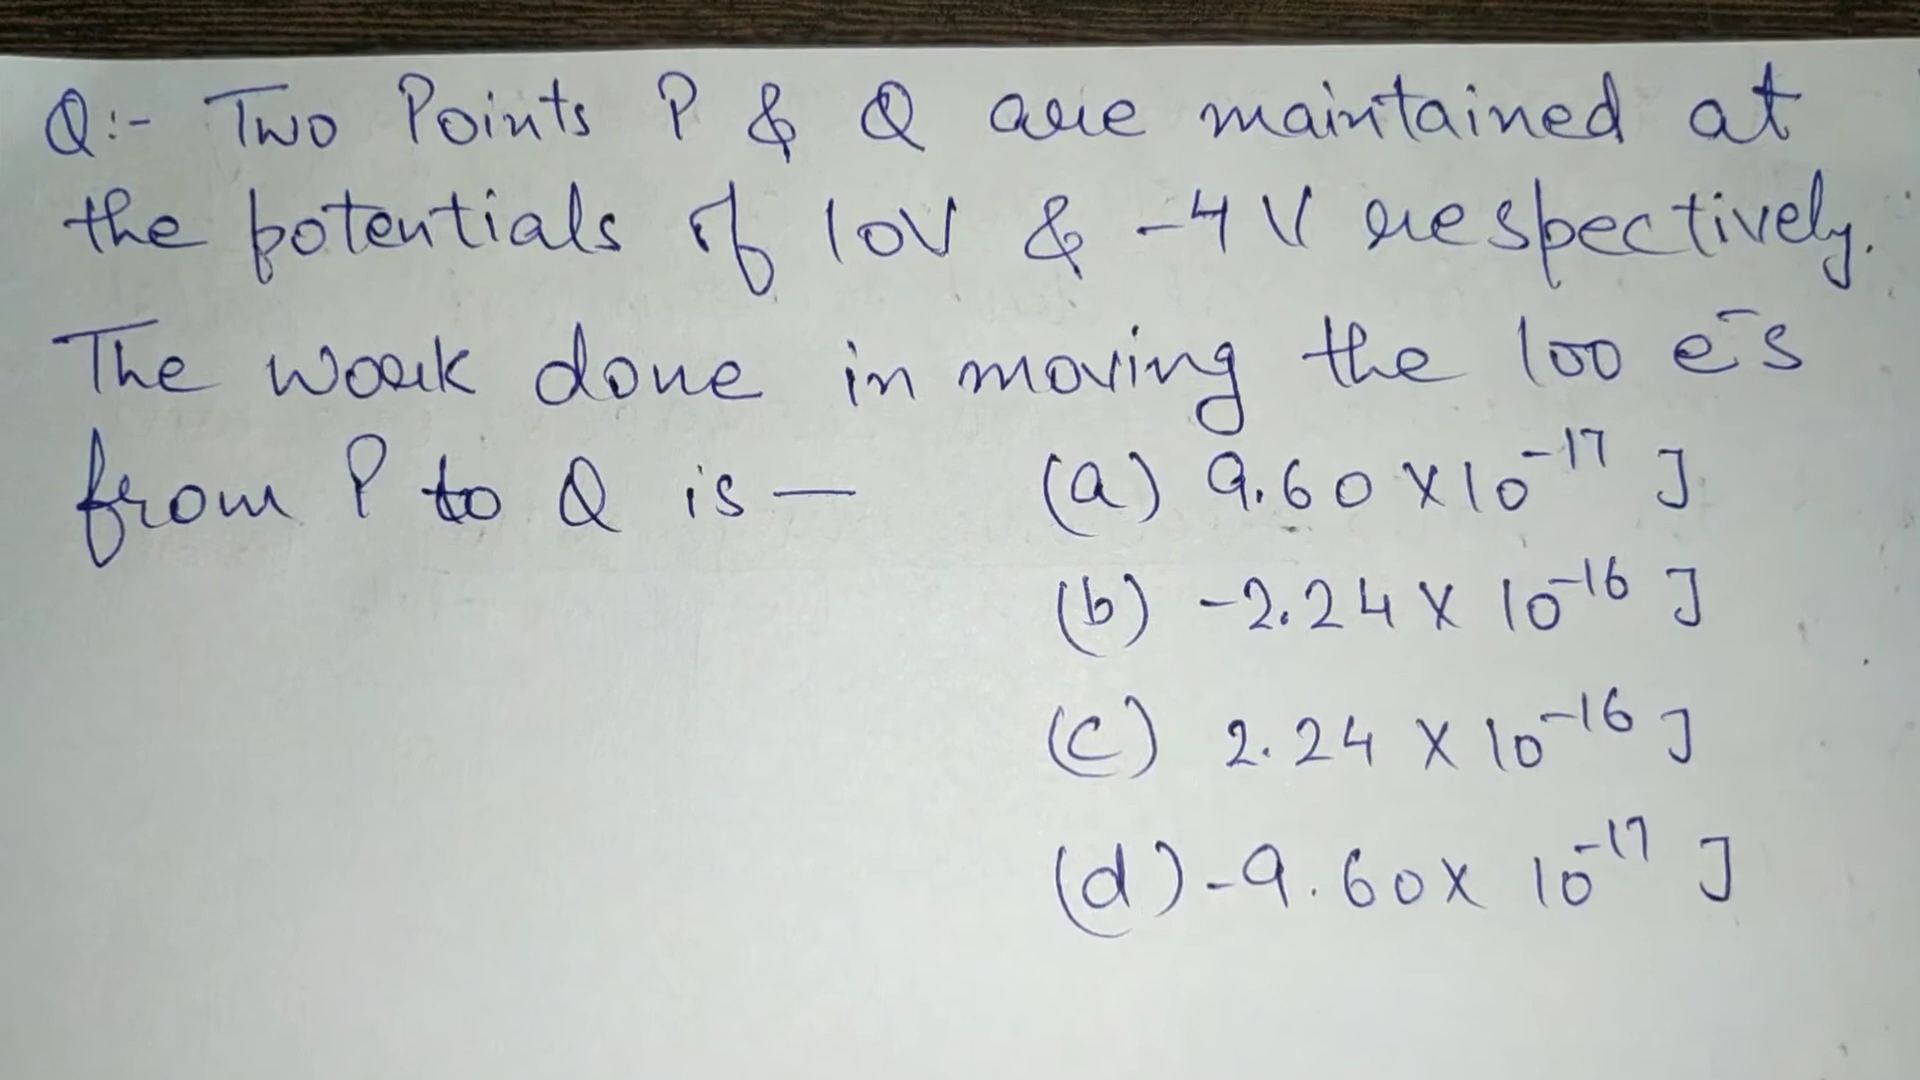 Q:- Two Points P & Q are maintained at
the potentials of 10V & -4V respectively.
The work done in moving the 100 e⁻s
from P to Q is — (a) 9.60 × 10⁻¹⁷ J
(b) -2.24 × 10⁻¹⁶ J
(c) 2.24 × 10⁻¹⁶ J
(d) -9.60 × 10⁻¹⁷ J